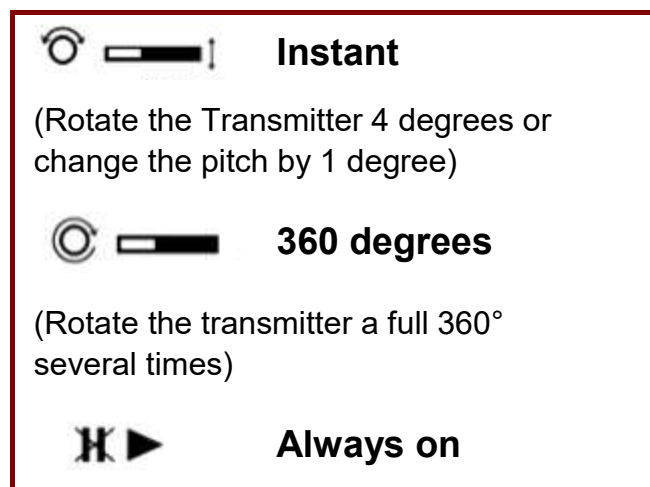 Instant
(Rotate the Transmitter 4 degrees or
change the pitch by 1 degree)
360 degrees
(Rotate the transmitter a full 360°
several times)
Always on